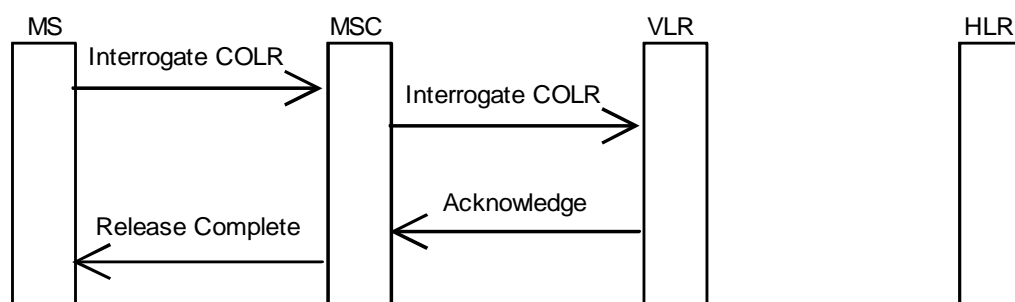 MS MSC VLR HLR
Interrogate COLR
Interrogate COLR
Acknowledge
Release Complete